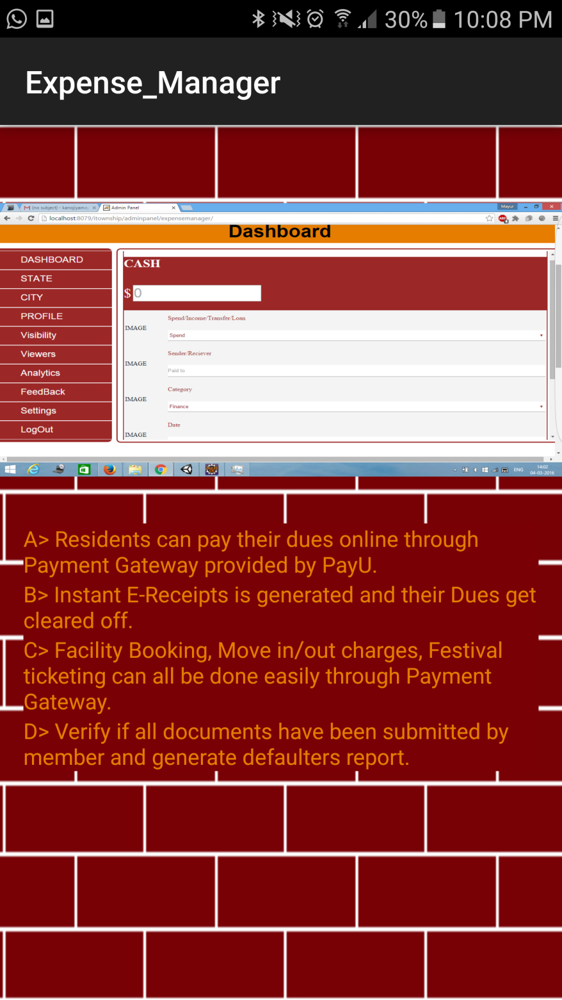 30% 10:08 PM
Expense_Manager
(no subject) - kanojiyama
Admin Panel
Mayur
localhost:8079/itownship/adminpanel/expensemanager/
ABP
Dashboard
DASHBOARD
STATE
CITY
PROFILE
Visibility
Viewers
Analytics
FeedBack
Settings
LogOut
CASH
$ 0
Spend/Income/Transfer/Loan
IMAGE
Spend
Sender/Reciever
IMAGE
Paid to
Category
IMAGE
Finance
Date
IMAGE
ENG
14:02
04-03-2016
A> Residents can pay their dues online through
Payment Gateway provided by PayU.
B> Instant E-Receipts is generated and their Dues get
cleared off.
C> Facility Booking, Move in/out charges, Festival
ticketing can all be done easily through Payment
Gateway.
D> Verify if all documents have been submitted by
member and generate defaulters report.